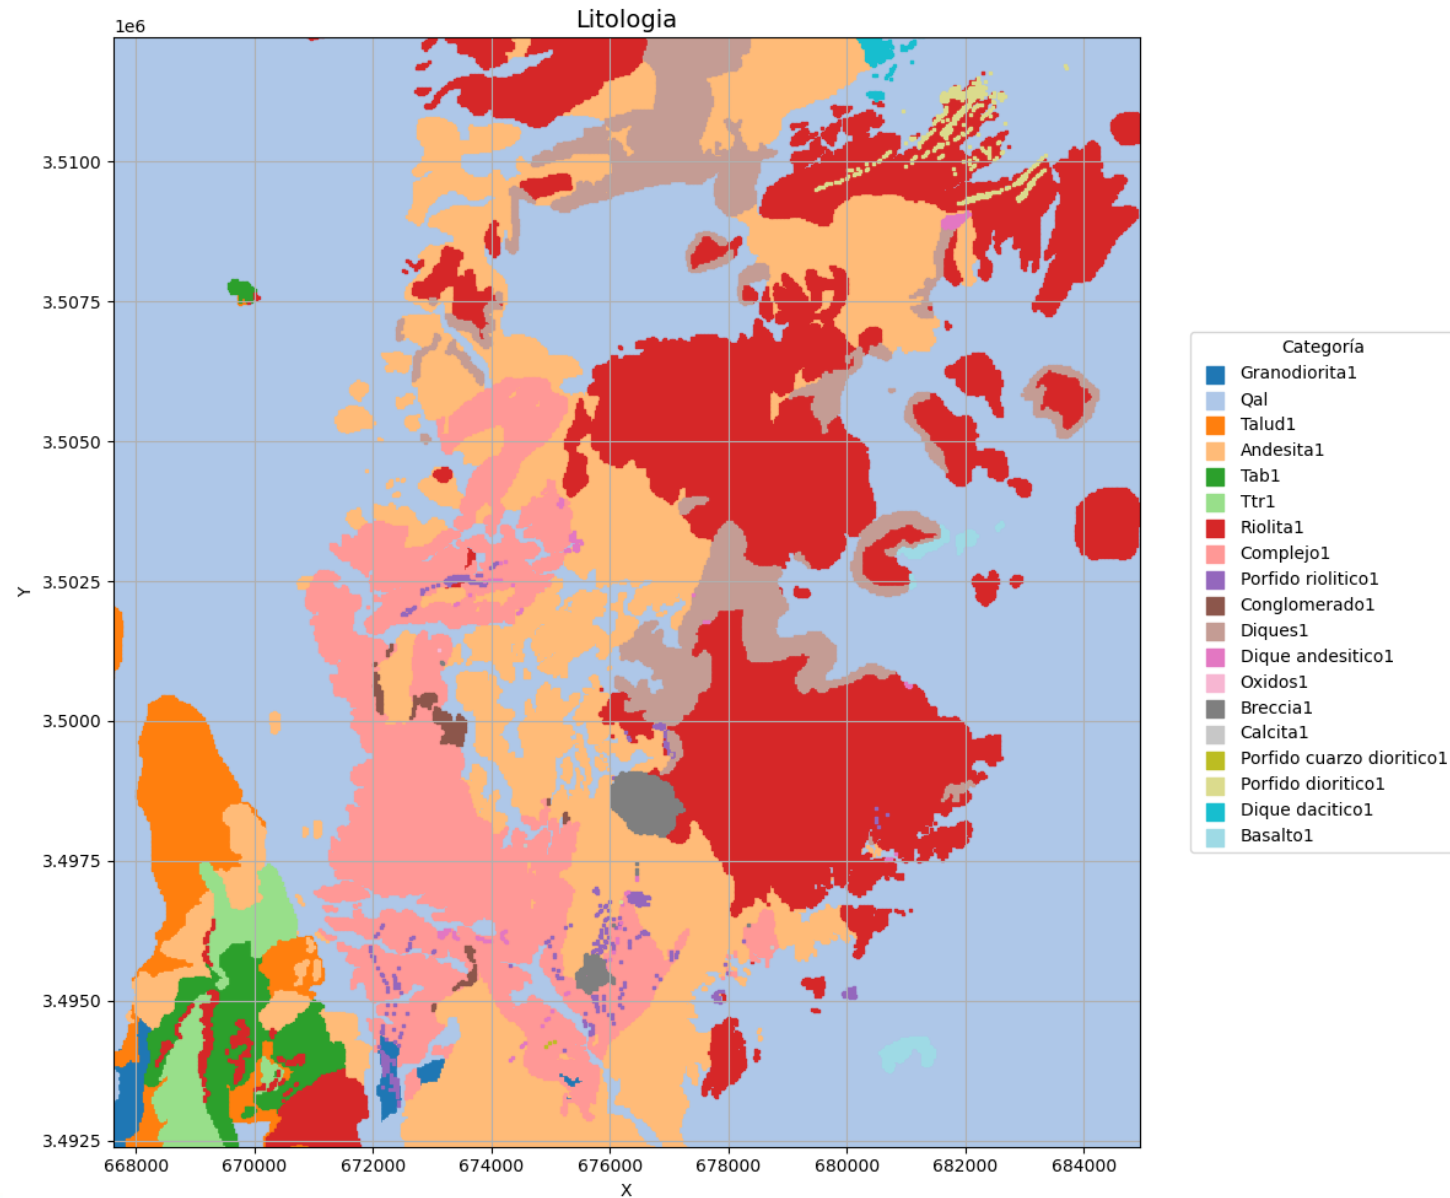 Litologia
1e6
3.5100
3.5075
3.5050
3.5025
3.5000
3.4975
3.4950
3.4925
Y
668000 670000 672000 674000 676000 678000 680000 682000 684000
X
Categoría
Granodiorita1
Qal
Talud1
Andesita1
Tab1
Ttr1
Riolita1
Complejo1
Porfido riolitico1
Conglomerado1
Diques1
Dique andesitico1
Oxidos1
Breccia1
Calcita1
Porfido cuarzo dioritico1
Porfido dioritico1
Dique dacitico1
Basalto1